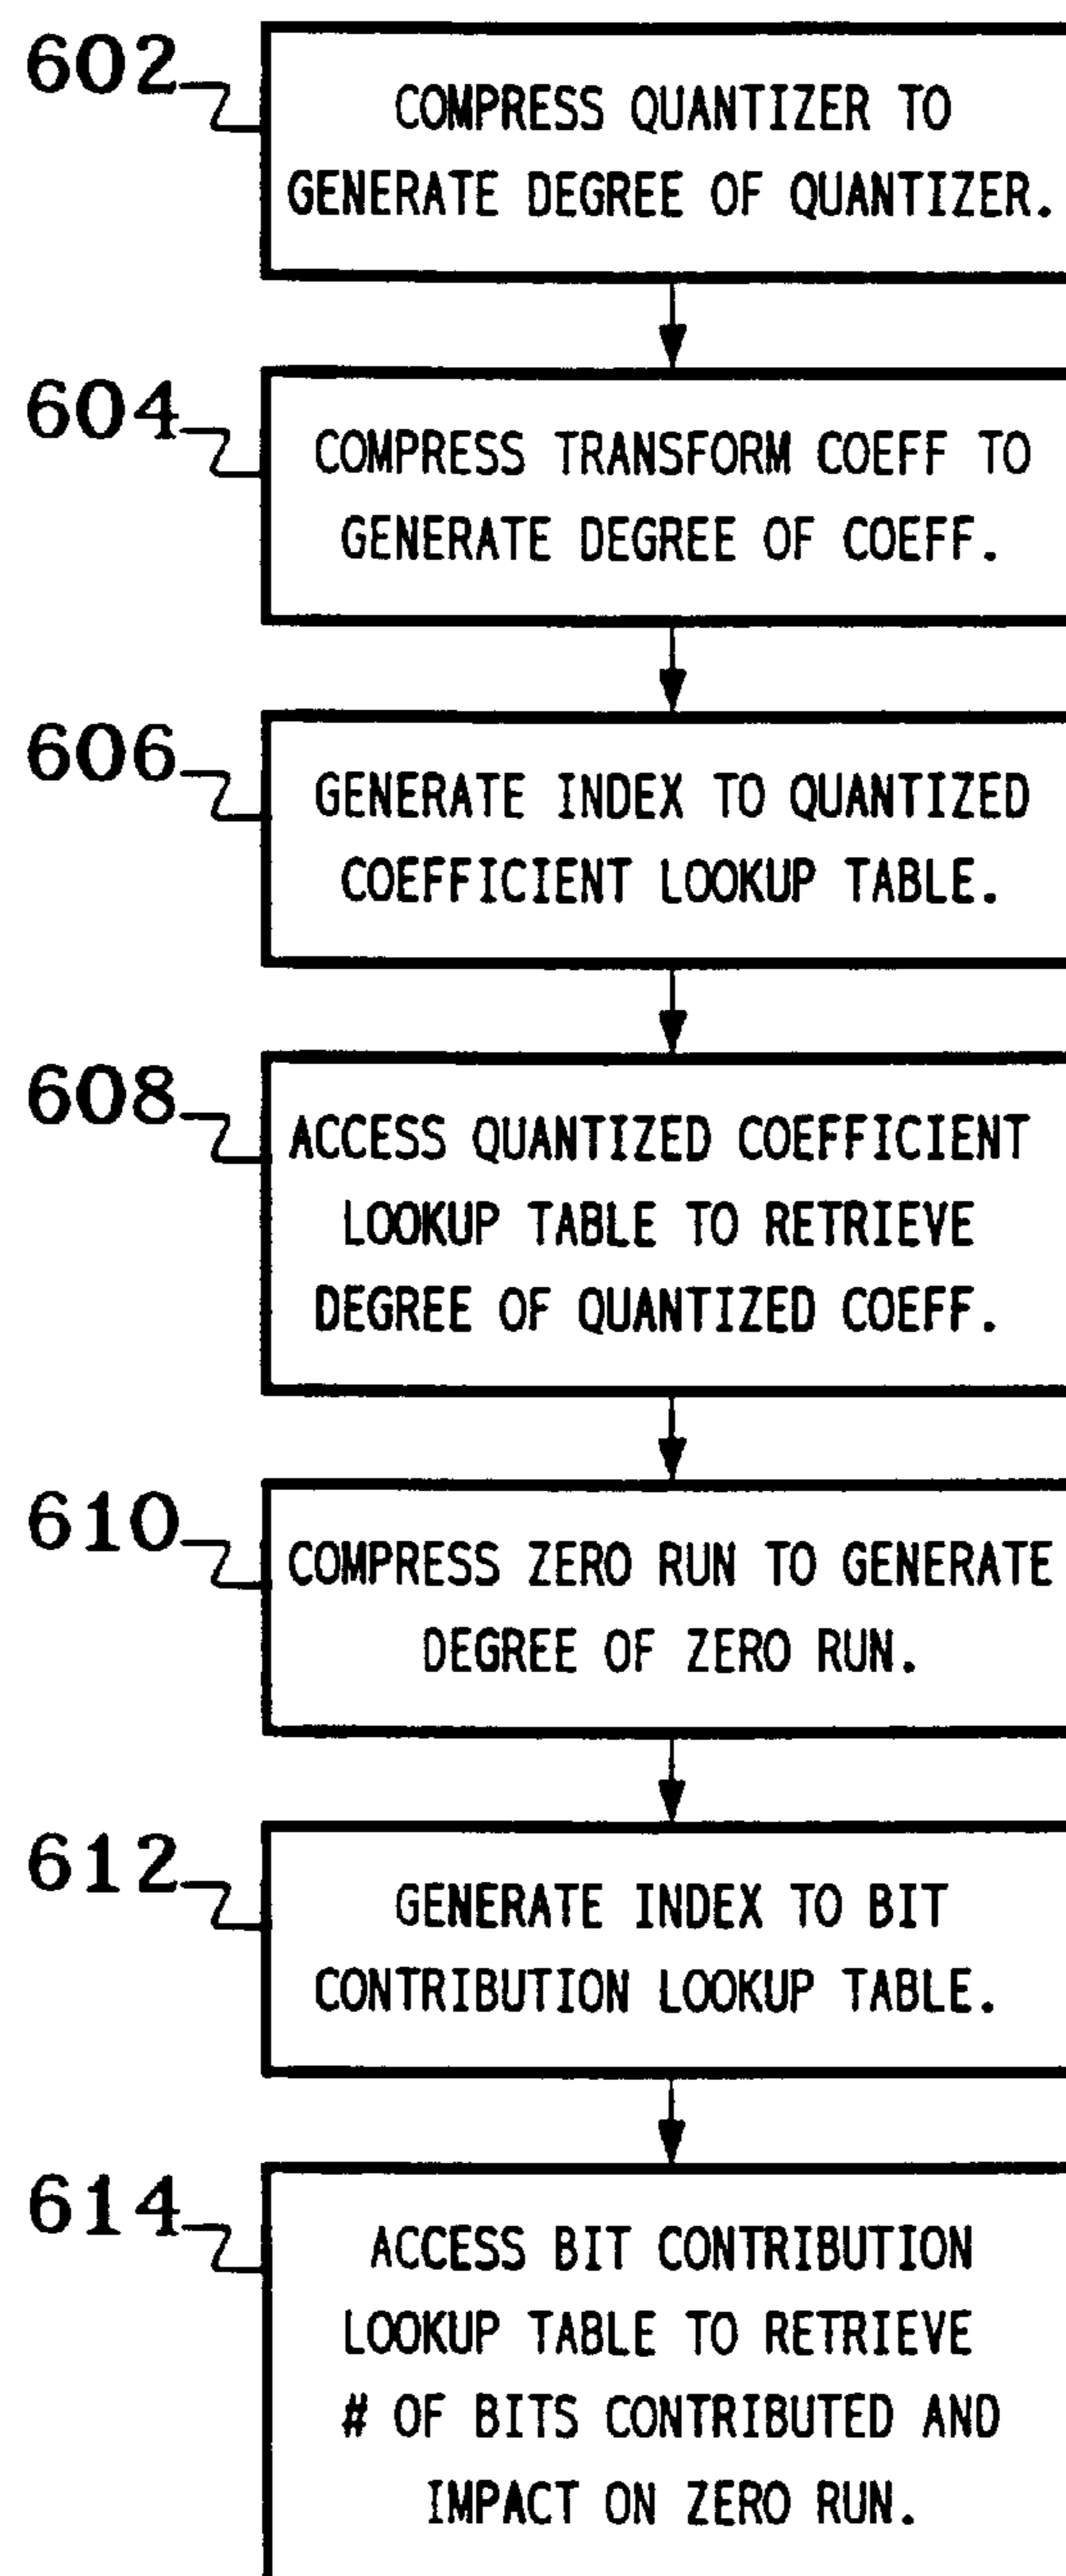 602
COMPRESS QUANTIZER TO
GENERATE DEGREE OF QUANTIZER.
604
COMPRESS TRANSFORM COEFF TO
GENERATE DEGREE OF COEFF.
606
GENERATE INDEX TO QUANTIZED
COEFFICIENT LOOKUP TABLE.
608
ACCESS QUANTIZED COEFFICIENT
LOOKUP TABLE TO RETRIEVE
DEGREE OF QUANTIZED COEFF.
610
COMPRESS ZERO RUN TO GENERATE
DEGREE OF ZERO RUN.
612
GENERATE INDEX TO BIT
CONTRIBUTION LOOKUP TABLE.
614
ACCESS BIT CONTRIBUTION
LOOKUP TABLE TO RETRIEVE
# OF BITS CONTRIBUTED AND
IMPACT ON ZERO RUN.